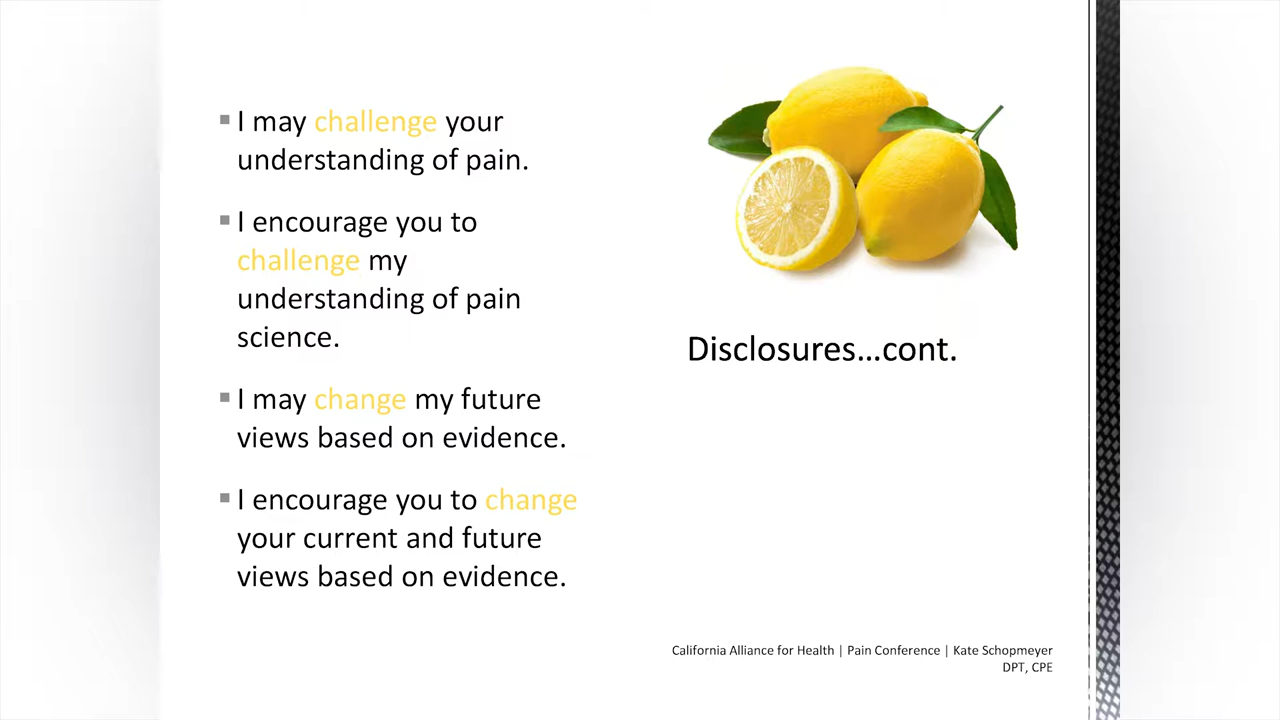 I may challenge your
understanding of pain.
I encourage you to
challenge my
understanding of pain
science.
I may change my future
views based on evidence.
I encourage you to change
your current and future
views based on evidence.
Disclosures…cont.
California Alliance for Health | Pain Conference | Kate Schopmeyer
DPT, CPE